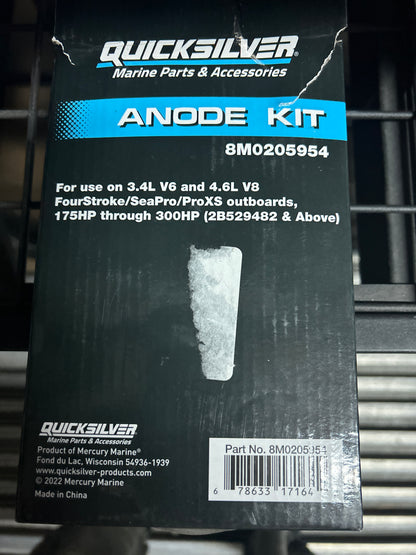 QUICKSILVER®
Marine Parts & Accessories
ANODE KIT
8M0205954
For use on 3.4L V6 and 4.6L V8
FourStroke/SeaPro/ProXS outboards,
175HP through 300HP (2B529482 & Above)
QUICKSILVER®
Marine Parts & Accessories
Product of Mercury Marine®
Fond du Lac, Wisconsin 54936-1939
www.quicksilver-products.com
© 2022 Mercury Marine
Made in China
Part No. 8M0205954
6 78633 17164